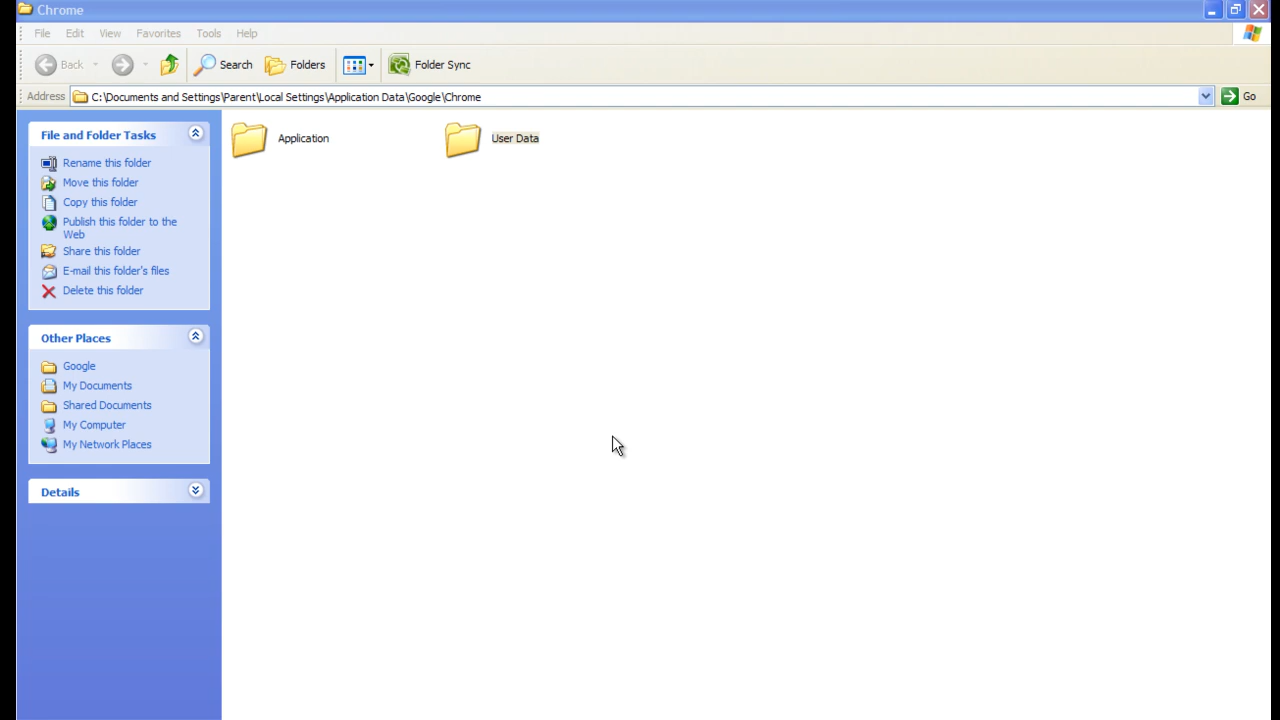 Chrome
File Edit View Favorites Tools Help
Back Search Folders Folder Sync
Address C:\Documents and Settings\Parent\Local Settings\Application Data\Google\Chrome Go
File and Folder Tasks
Rename this folder
Move this folder
Copy this folder
Publish this folder to the
Web
Share this folder
E-mail this folder's files
Delete this folder
Other Places
Google
My Documents
Shared Documents
My Computer
My Network Places
Details
Application
User Data